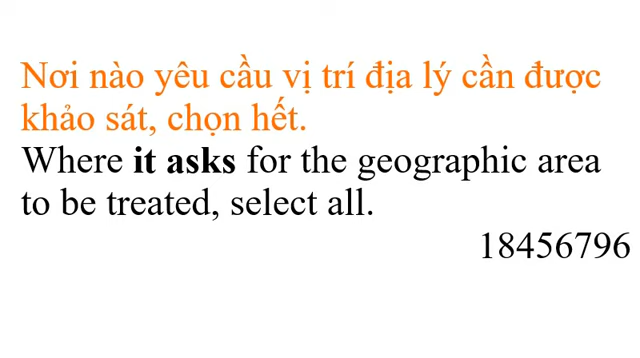 Nơi nào yêu cầu vị trí địa lý cần được
khảo sát, chọn hết.
Where it asks for the geographic area
to be treated, select all.
18456796